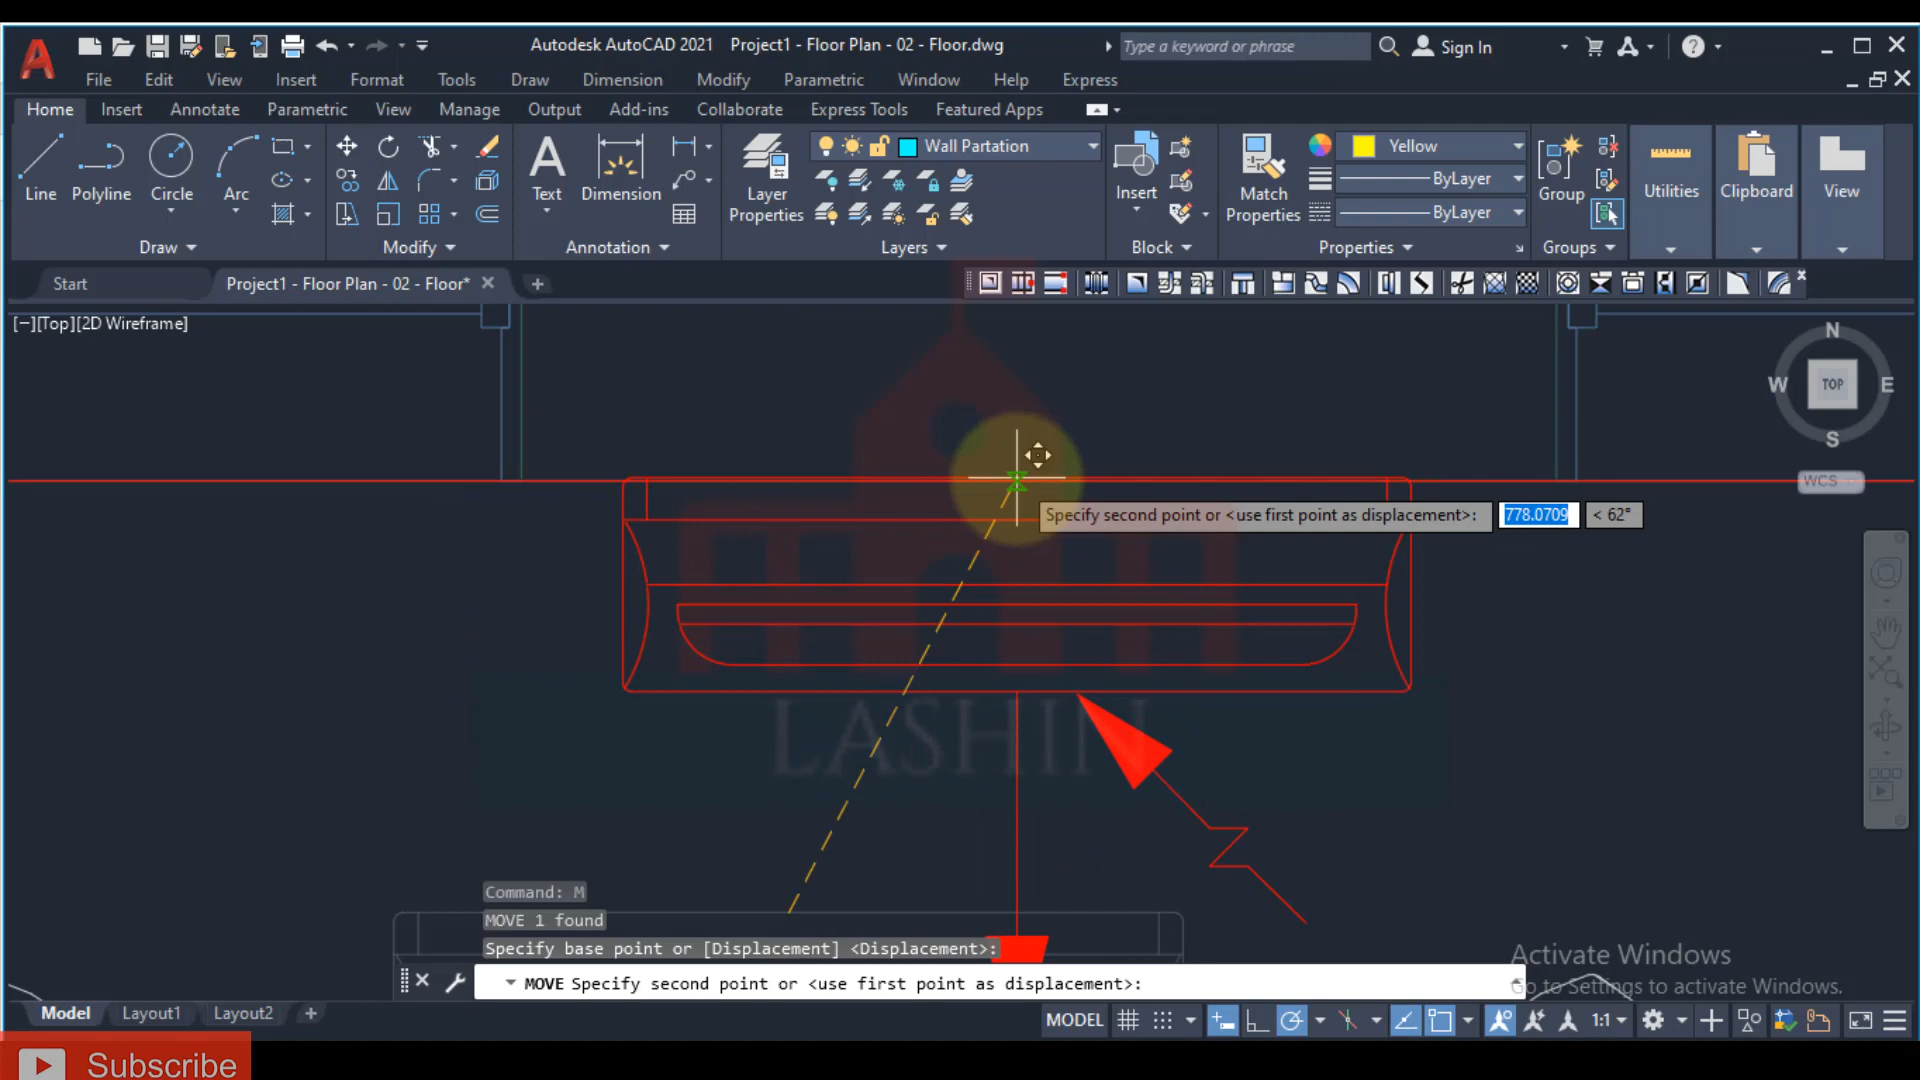 Autodesk AutoCAD 2021 Project1 - Floor Plan - 02 - Floor.dwg
Type a keyword or phrase
Sign In
File Edit View Insert Format Tools Draw Dimension Modify Parametric Window Help Express
Home Insert Annotate Parametric View Manage Output Add-ins Collaborate Express Tools Featured Apps
Line Polyline Circle Arc
Draw
Modify
Text
Dimension
Annotation
Layer
Properties
Wall Partation
Layers
Insert
Block
Match
Properties
Yellow
ByLayer
ByLayer
Properties
Group
Groups
Utilities
Clipboard
View
Start
Project1 - Floor Plan - 02 - Floor*
[−][Top][2D Wireframe]
N
W
TOP
E
S
WCS
Specify second point or <use first point as displacement>: 778.0709 < 62°
LASHIN
Command: M
MOVE 1 found
Specify base point or [Displacement] <Displacement>:
MOVE Specify second point or <use first point as displacement>:
Activate Windows
Go to Settings to activate Windows.
Model Layout1 Layout2
MODEL
1:1
Subscribe